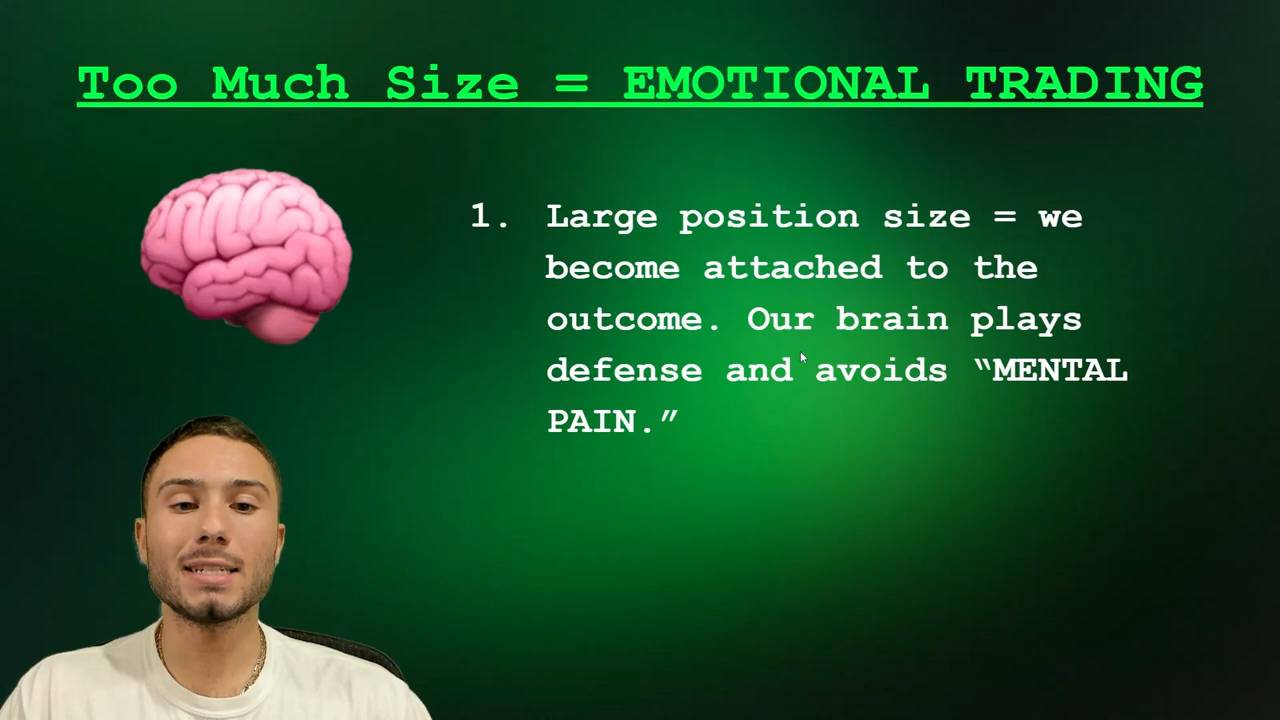 Too Much Size = EMOTIONAL TRADING
1. Large position size = we
become attached to the
outcome. Our brain plays
defense and avoids “MENTAL
PAIN.”